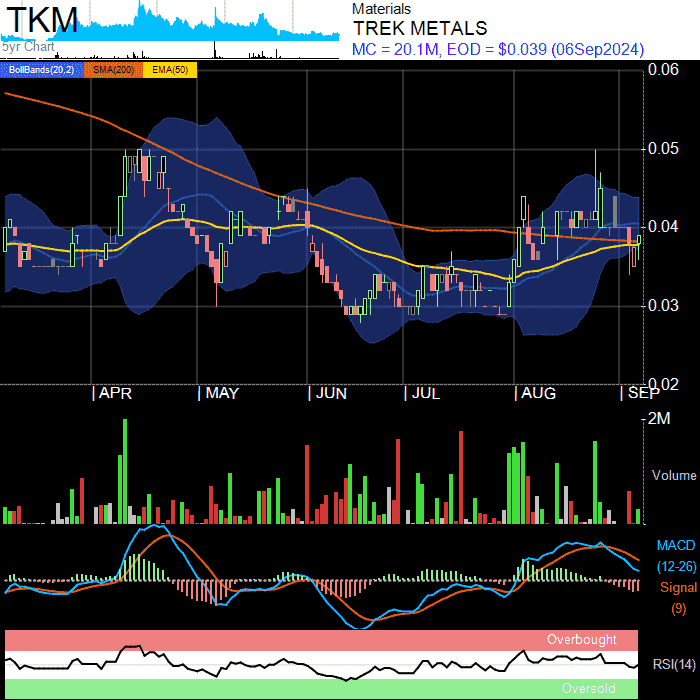 TKM
5yr Chart
Materials
TREK METALS
MC = 20.1M, EOD = $0.039 (06Sep2024)
BollBands(20,2) SMA(200) EMA(50)
0.06
0.05
0.04
0.03
0.02
APR MAY JUN JUL AUG SEP
2M
Volume
MACD
(12-26)
Signal
(9)
Overbought
RSI(14)
Oversold